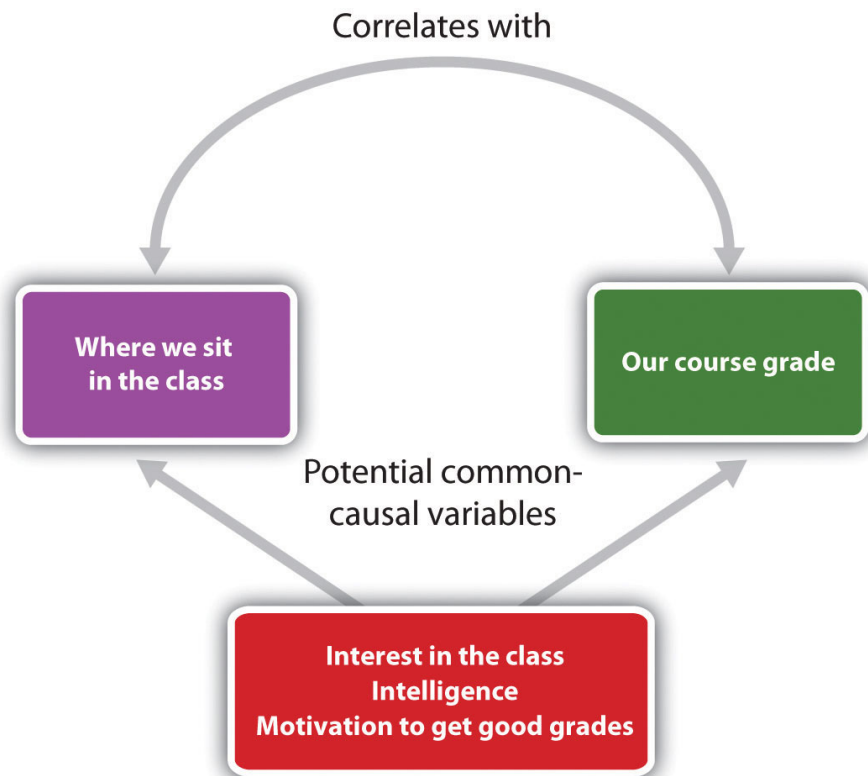 Correlates with
Where we sit
in the class
Our course grade
Potential common-
causal variables
Interest in the class
Intelligence
Motivation to get good grades